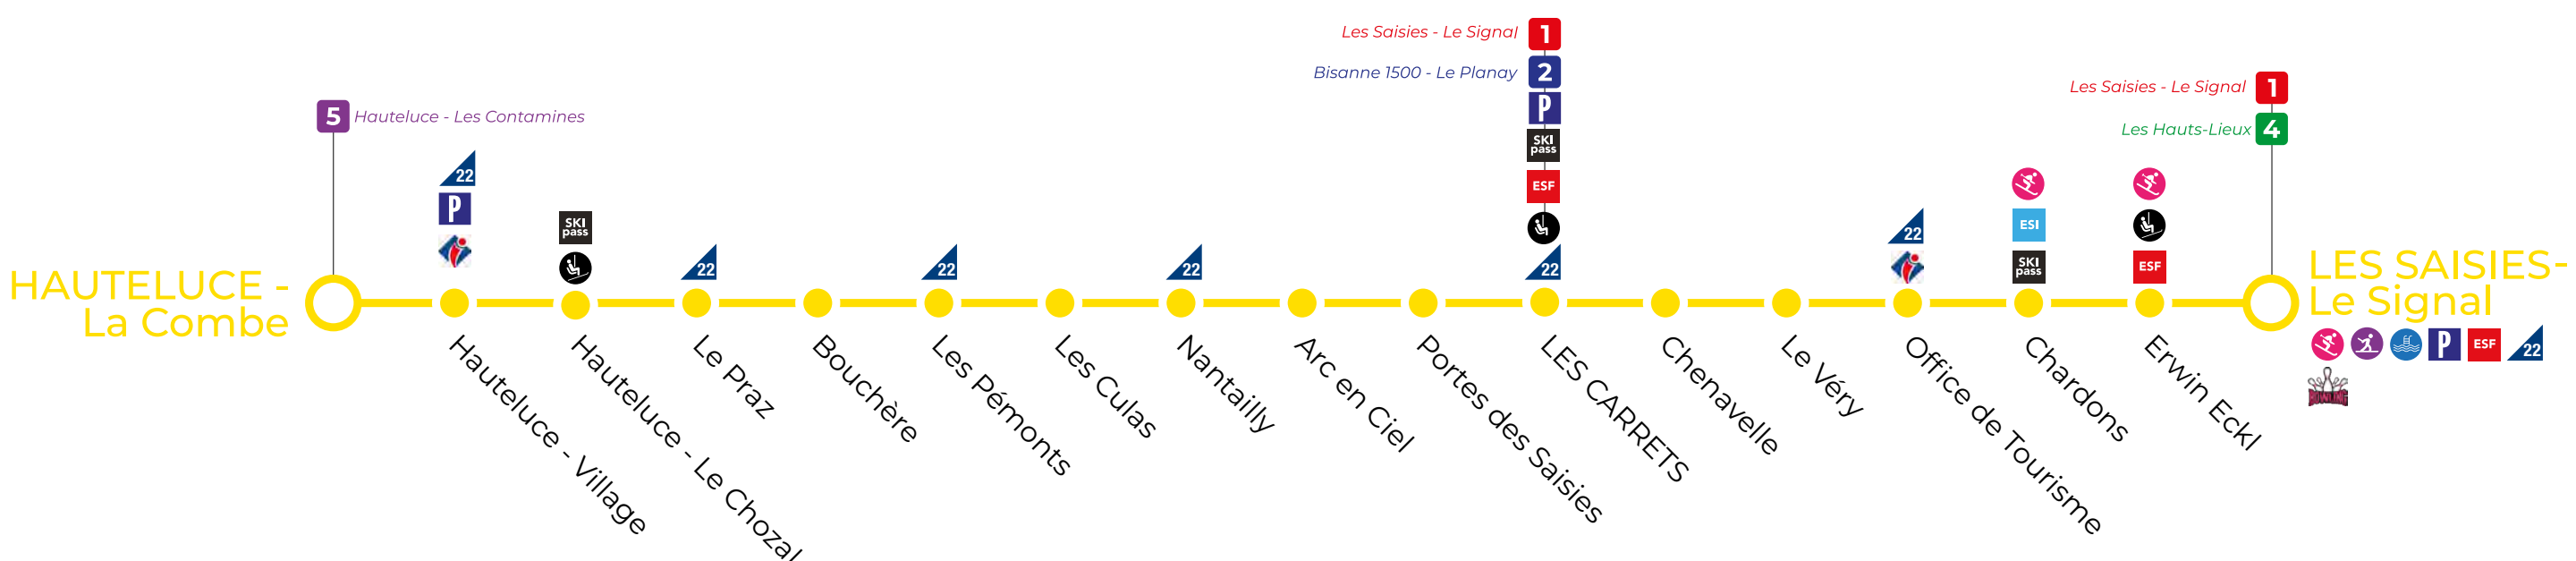 Les Saisies - Le Signal 1
Bisanne 1500 - Le Planay 2
P
SKI
pass
ESF
22
Les Saisies - Le Signal 1
Les Hauts-Lieux 4
5 Hauteluce - Les Contamines
22
P
SKI
pass
22
22
22
22
ESI
SKI
pass
ESF
HAUTELUCE -
La Combe
LES SAISIES-
Le Signal
P ESF 22
BOWLING
Hauteluce - Village
Hauteluce - Le Chozal
Le Praz
Bouchère
Les Pémonts
Les Culas
Nantailly
Arc en Ciel
Portes des Saisies
LES CARRETS
Chenavelle
Le Véry
Office de Tourisme
Chardons
Erwin Eckl